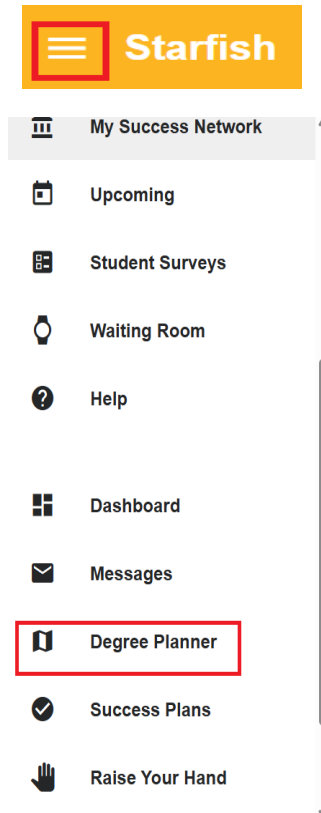 Starfish
My Success Network
Upcoming
Student Surveys
Waiting Room
Help
Dashboard
Messages
Degree Planner
Success Plans
Raise Your Hand